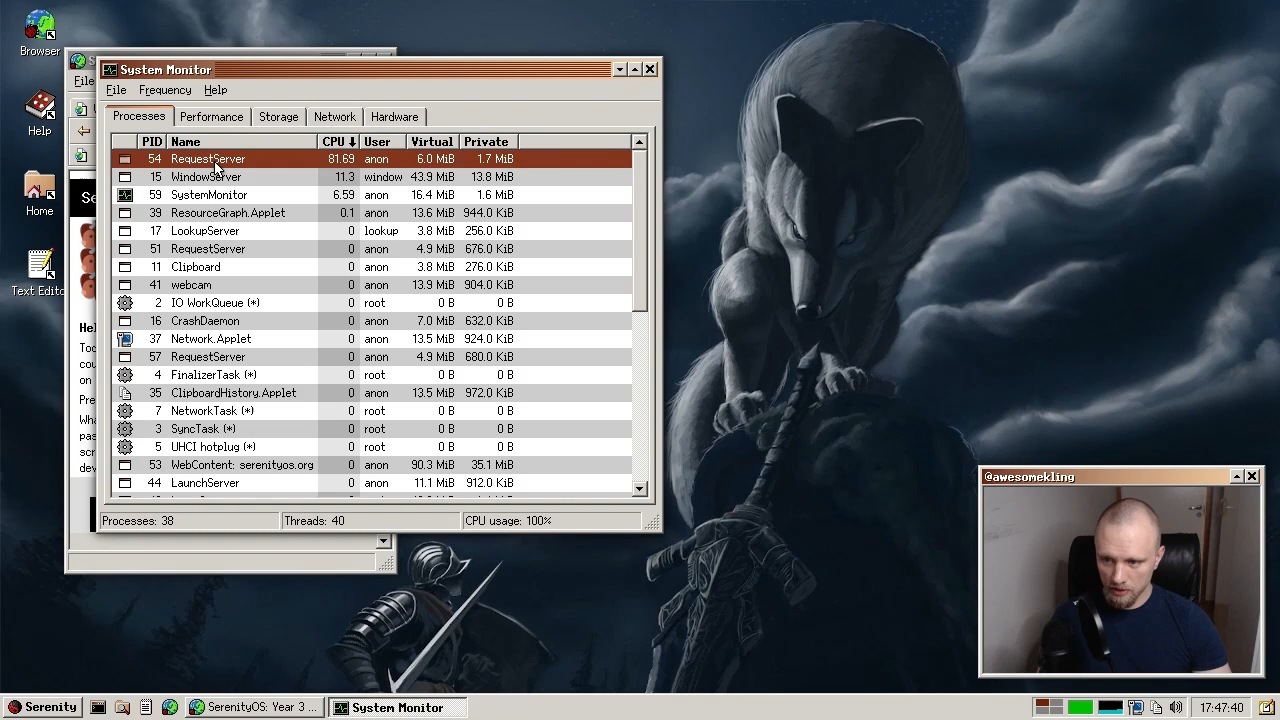 Browser
Help
Home
Text Edito
File
System Monitor
File Frequency Help
Processes Performance Storage Network Hardware
PID Name CPU User Virtual Private
54 RequestServer 81.69 anon 6.0 MiB 1.7 MiB
15 WindowServer 11.3 window 43.9 MiB 13.8 MiB
59 SystemMonitor 6.59 anon 16.4 MiB 1.6 MiB
39 ResourceGraph.Applet 0.1 anon 13.6 MiB 944.0 KiB
17 LookupServer 0 lookup 3.8 MiB 256.0 KiB
51 RequestServer 0 anon 4.9 MiB 676.0 KiB
11 Clipboard 0 anon 3.8 MiB 276.0 KiB
41 webcam 0 anon 13.9 MiB 904.0 KiB
2 IO WorkQueue (*) 0 root 0 B 0 B
16 CrashDaemon 0 anon 7.0 MiB 632.0 KiB
37 Network.Applet 0 anon 13.5 MiB 924.0 KiB
57 RequestServer 0 anon 4.9 MiB 680.0 KiB
4 FinalizerTask (*) 0 root 0 B 0 B
35 ClipboardHistory.Applet 0 anon 13.5 MiB 972.0 KiB
7 NetworkTask (*) 0 root 0 B 0 B
3 SyncTask (*) 0 root 0 B 0 B
5 UHCI hotplug (*) 0 root 0 B 0 B
53 WebContent: serenityos.org 0 anon 90.3 MiB 35.1 MiB
44 LaunchServer 0 anon 11.1 MiB 912.0 KiB
Processes: 38 Threads: 40 CPU usage: 100%
Se
Hel
Too
cou
on
Pre
Wha
pas
scr
dev
@awesomekling
Serenity
SerenityOS: Year 3 ...
System Monitor
17:47:40